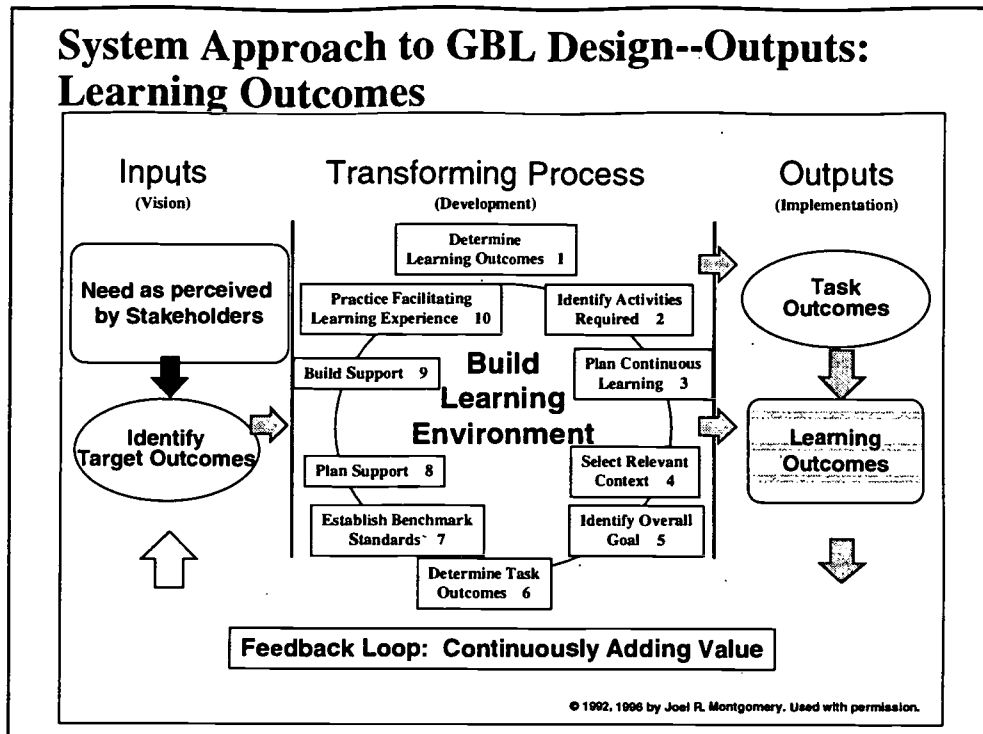 System Approach to GBL Design--Outputs:
Learning Outcomes
Inputs
(Vision)
Transforming Process
(Development)
Outputs
(Implementation)
Need as perceived
by Stakeholders
Identify
Target Outcomes
Determine
Learning Outcomes 1
Identify Activities
Required 2
Plan Continuous
Learning 3
Select Relevant
Context 4
Identify Overall
Goal 5
Determine Task
Outcomes 6
Establish Benchmark
Standards 7
Plan Support 8
Build Support 9
Practice Facilitating
Learning Experience 10
Build
Learning
Environment
Task
Outcomes
Learning
Outcomes
Feedback Loop: Continuously Adding Value
© 1992, 1996 by Joel R. Montgomery. Used with permission.